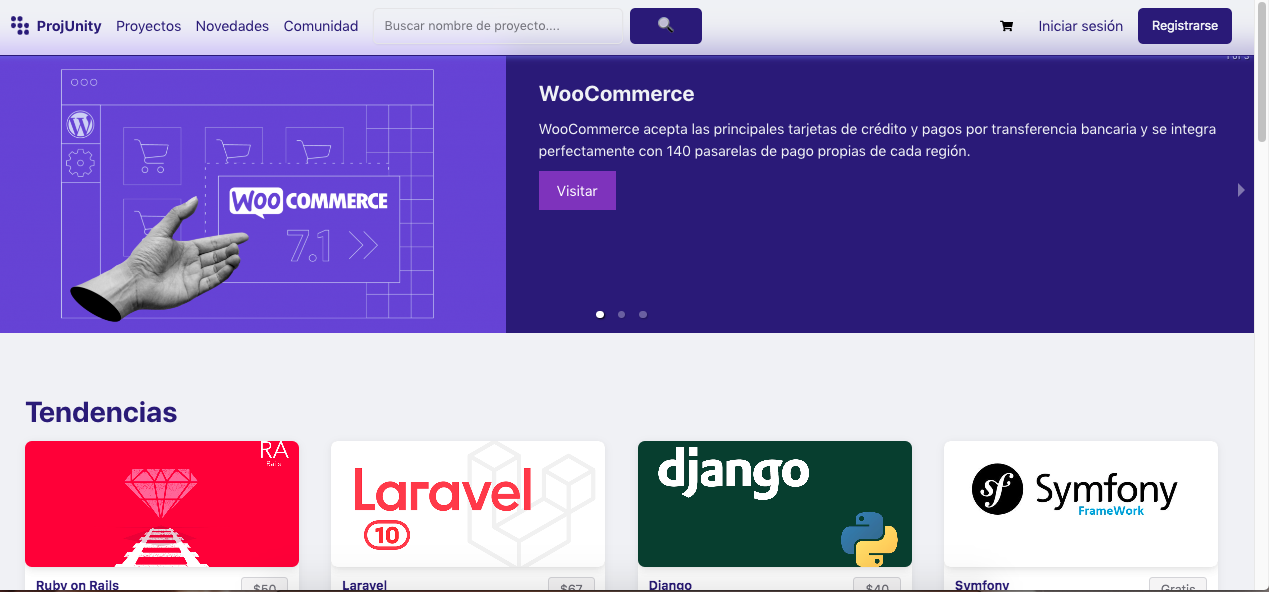 ProjUnity Proyectos Novedades Comunidad Buscar nombre de proyecto.... Iniciar sesión Registrarse
WooCommerce
WooCommerce acepta las principales tarjetas de crédito y pagos por transferencia bancaria y se integra
perfectamente con 140 pasarelas de pago propias de cada región.
Visitar
WOO COMMERCE
7.1
Tendencias
RA
Rails
Laravel
10
django
sf Symfony
FrameWork
Ruby on Rails $50
Laravel $67
Django $40
Symfony Gratis